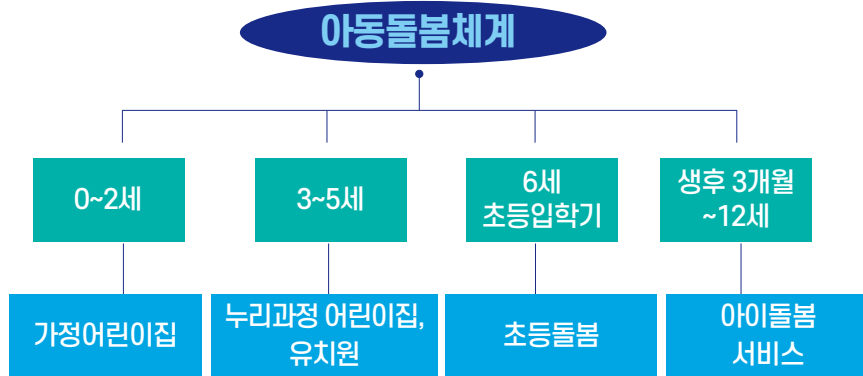 아동돌봄체계
0~2세
3~5세
6세
초등입학기
생후 3개월
~12세
가정어린이집
누리과정 어린이집,
유치원
초등돌봄
아이돌봄
서비스